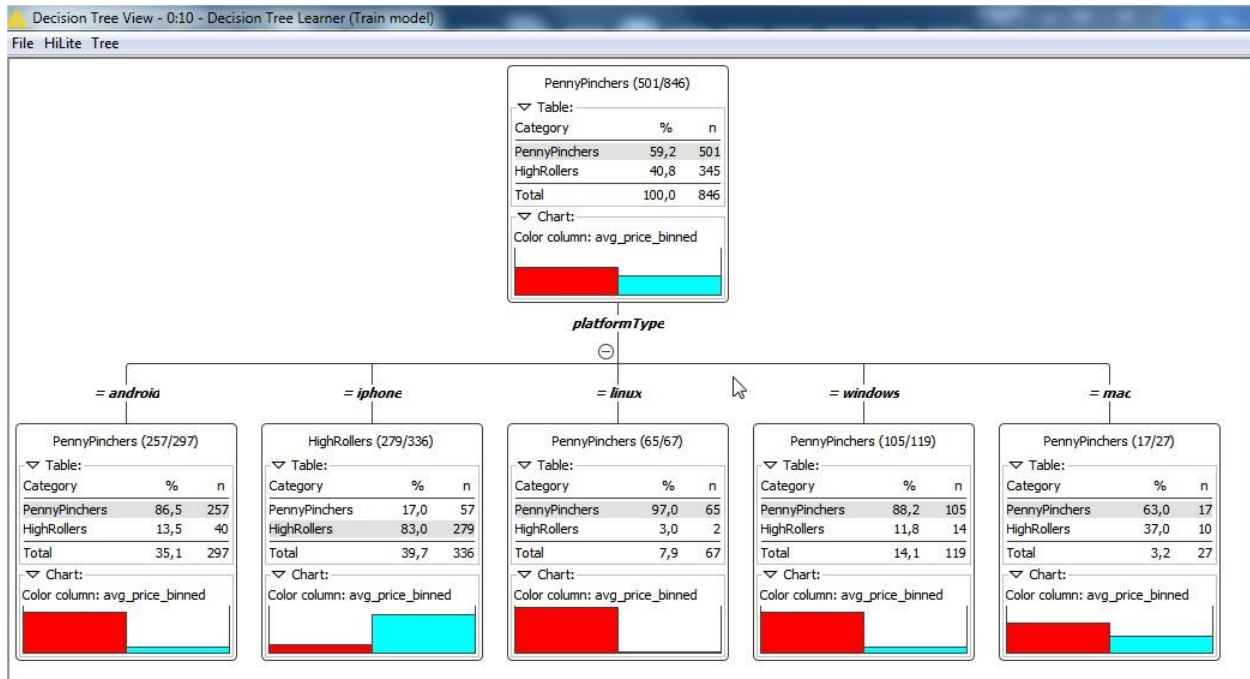 Decision Tree View - 0:10 - Decision Tree Learner (Train model)
File HiLite Tree
PennyPinchers (501/846)
Table:
Category % n
PennyPinchers 59,2 501
HighRollers 40,8 345
Total 100,0 846
Chart:
Color column: avg_price_binned
platformType
= android
= iphone
= linux
= windows
= mac
PennyPinchers (257/297)
Table:
Category % n
PennyPinchers 86,5 257
HighRollers 13,5 40
Total 35,1 297
Chart:
Color column: avg_price_binned
HighRollers (279/336)
Table:
Category % n
PennyPinchers 17,0 57
HighRollers 83,0 279
Total 39,7 336
Chart:
Color column: avg_price_binned
PennyPinchers (65/67)
Table:
Category % n
PennyPinchers 97,0 65
HighRollers 3,0 2
Total 7,9 67
Chart:
Color column: avg_price_binned
PennyPinchers (105/119)
Table:
Category % n
PennyPinchers 88,2 105
HighRollers 11,8 14
Total 14,1 119
Chart:
Color column: avg_price_binned
PennyPinchers (17/27)
Table:
Category % n
PennyPinchers 63,0 17
HighRollers 37,0 10
Total 3,2 27
Chart:
Color column: avg_price_binned